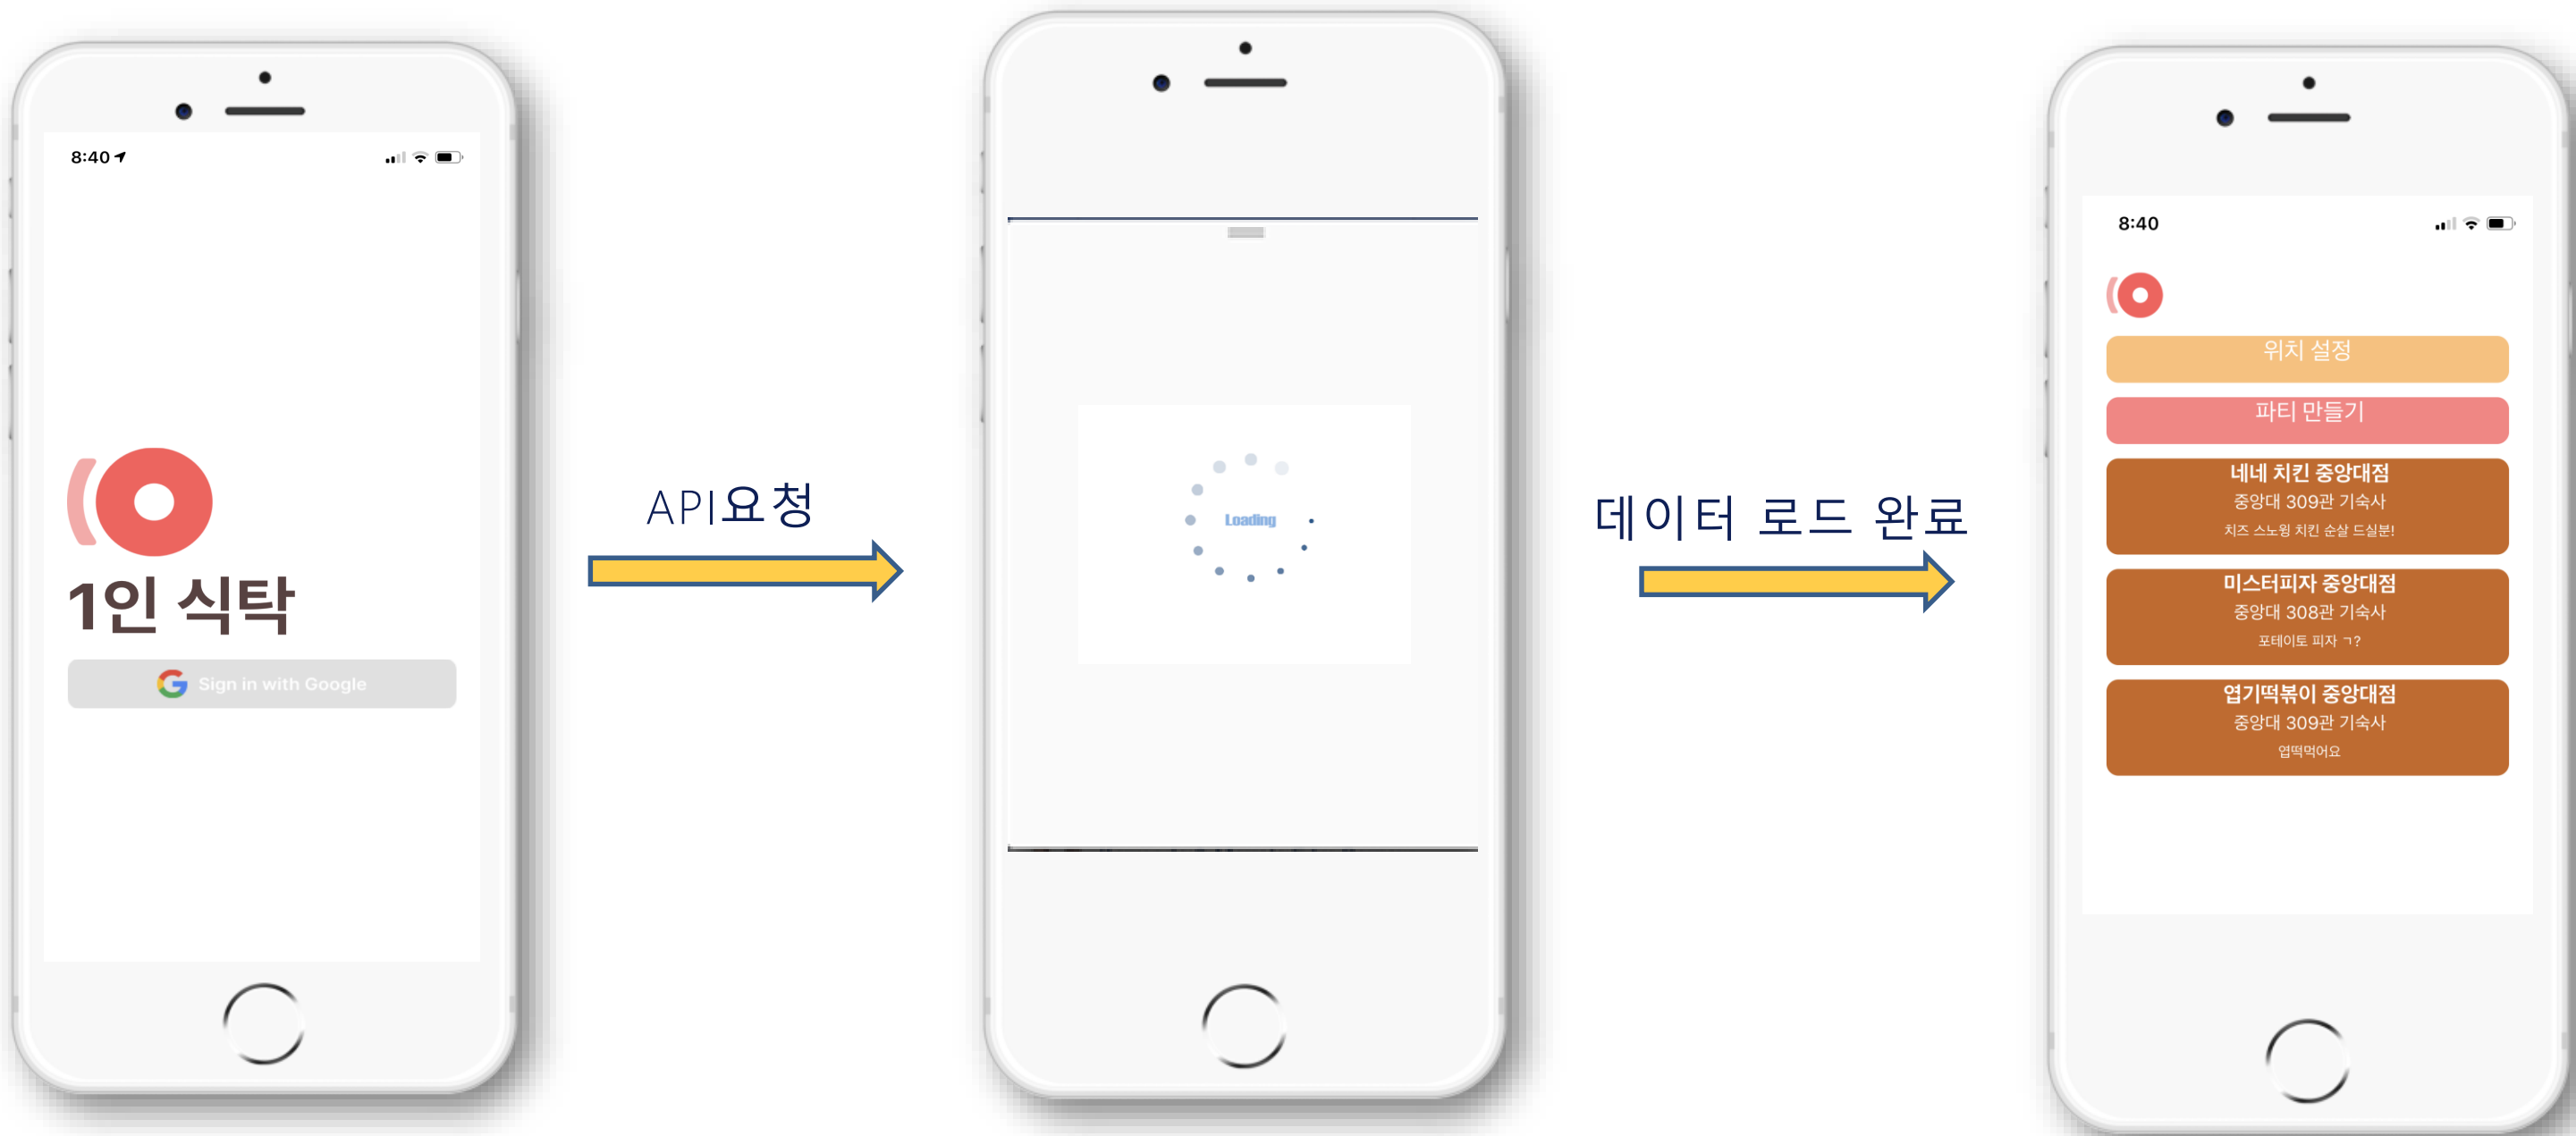 8:40
1인 식탁
Sign in with Google
API요청
Loading
데이터 로드 완료
8:40
위치 설정
파티 만들기
네네 치킨 중앙대점
중앙대 309관 기숙사
치즈 스노윙 치킨 순살 드실분!
미스터피자 중앙대점
중앙대 308관 기숙사
포테이토 피자 ㄱ?
엽기떡볶이 중앙대점
중앙대 309관 기숙사
엽떡먹어요